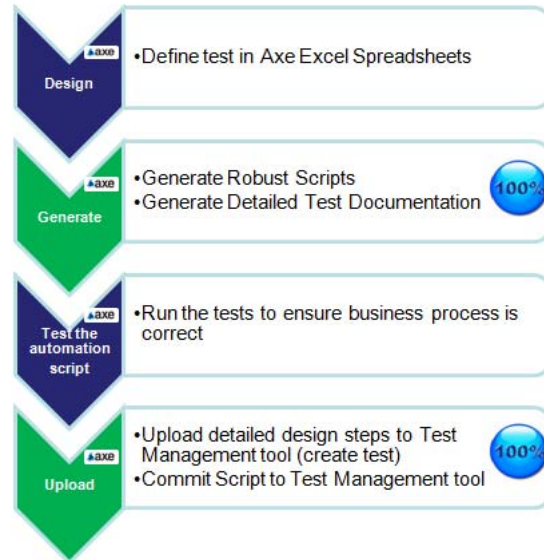 axe
Design
•Define test in Axe Excel Spreadsheets
axe
Generate
•Generate Robust Scripts
•Generate Detailed Test Documentation
100%
axe
Test the
automation
script
•Run the tests to ensure business process is
correct
axe
Upload
•Upload detailed design steps to Test
Management tool (create test)
•Commit Script to Test Management tool
100%